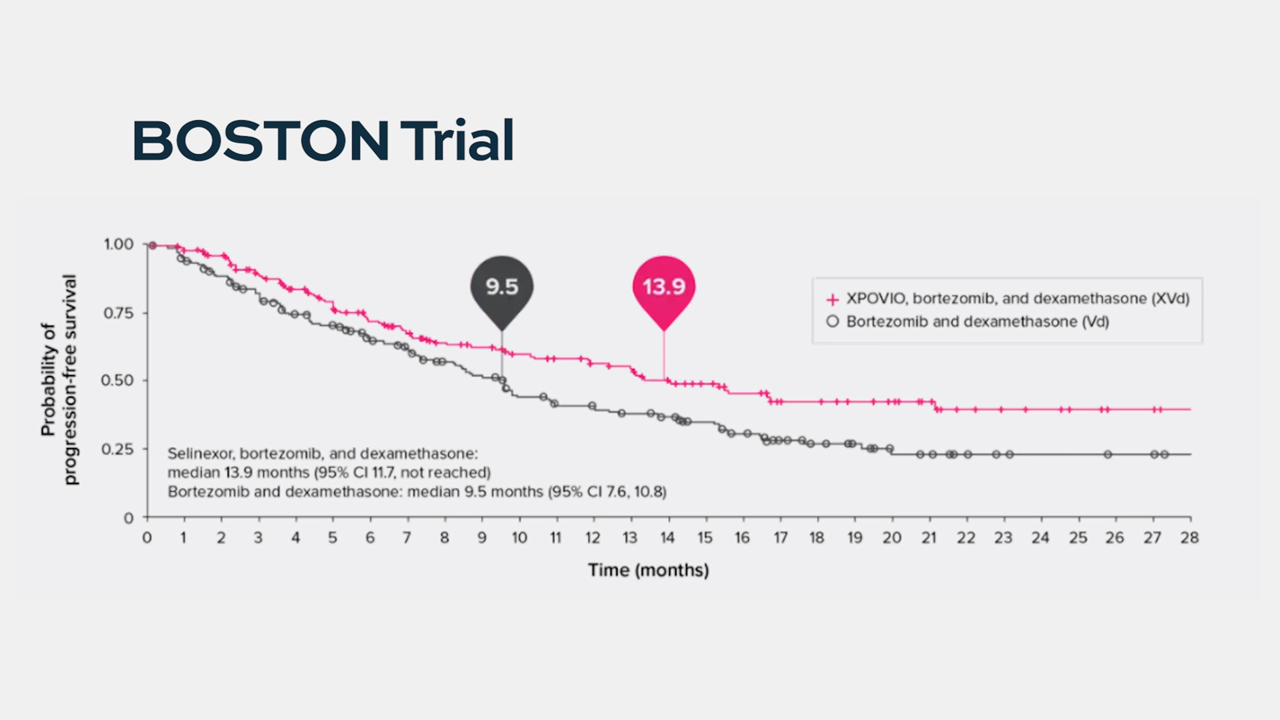 BOSTON Trial
1.00
0.75
0.50
0.25
0
Probability of
progression-free survival
9.5
13.9
XPOVIO, bortezomib, and dexamethasone (XVd)
Bortezomib and dexamethasone (Vd)
Selinexor, bortezomib, and dexamethasone:
median 13.9 months (95% CI 11.7, not reached)
Bortezomib and dexamethasone: median 9.5 months (95% CI 7.6, 10.8)
0 1 2 3 4 5 6 7 8 9 10 11 12 13 14 15 16 17 18 19 20 21 22 23 24 25 26 27 28
Time (months)